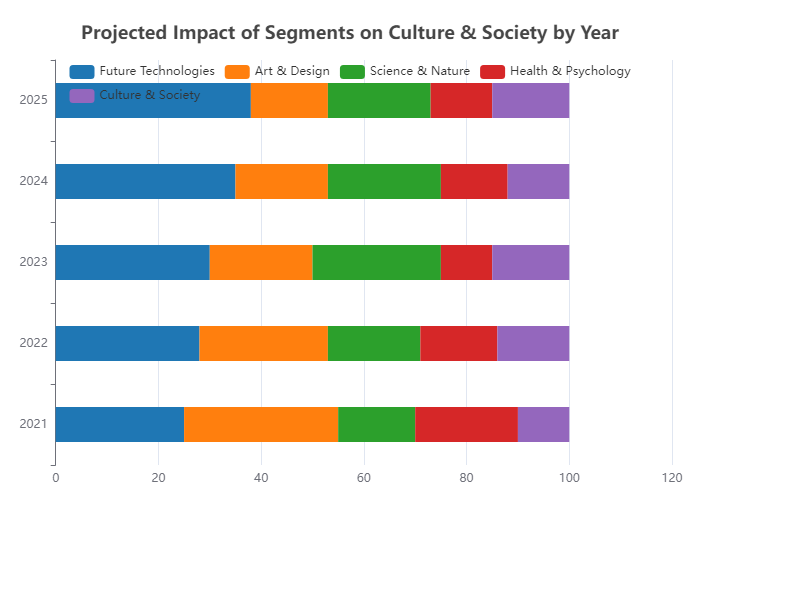 Projected Impact of Segments on Culture & Society by Year
Future Technologies Art & Design Science & Nature Health & Psychology
Culture & Society
2025
2024
2023
2022
2021
0 20 40 60 80 100 120